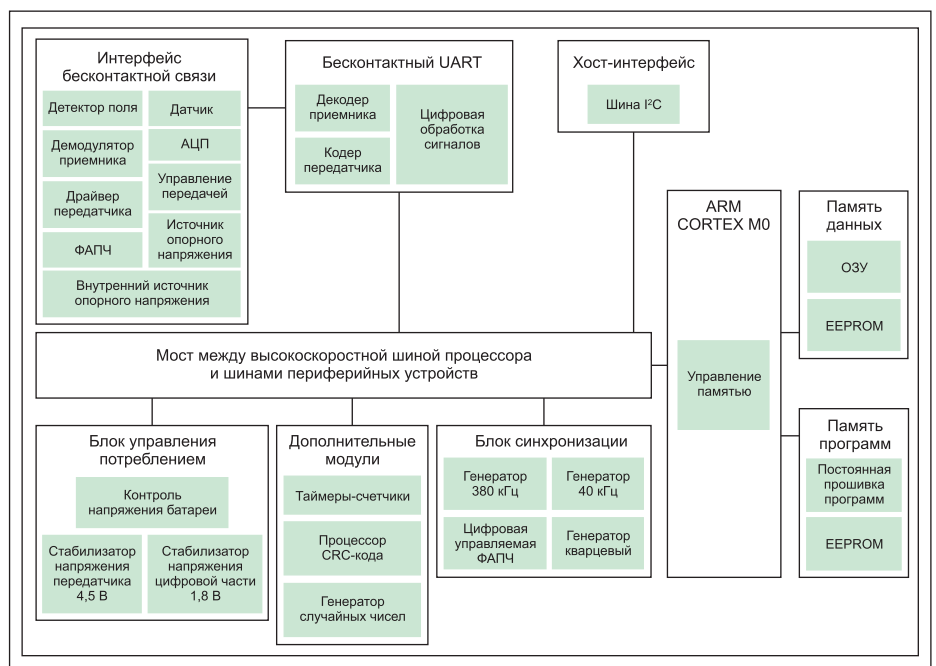 Интерфейс
бесконтактной связи
Детектор поля
Датчик
Демодулятор
приемника
АЦП
Драйвер
передатчика
Управление
передачей
ФАПЧ
Источник
опорного
напряжения
Внутренний источник
опорного напряжения
Бесконтактный UART
Декодер
приемника
Кодер
передатчика
Цифровая
обработка
сигналов
Хост-интерфейс
Шина I²C
ARM
CORTEX M0
Управление
памятью
Память
данных
ОЗУ
EEPROM
Мост между высокоскоростной шиной процессора
и шинами периферийных устройств
Блок управления
потреблением
Контроль
напряжения батареи
Стабилизатор
напряжения
передатчика
4,5 В
Стабилизатор
напряжения
цифровой части
1,8 В
Дополнительные
модули
Таймеры-счетчики
Процессор
CRC-кода
Генератор
случайных чисел
Блок синхронизации
Генератор
380 кГц
Генератор
40 кГц
Цифровая
управляемая
ФАПЧ
Генератор
кварцевый
Память
программ
Постоянная
прошивка
программ
EEPROM